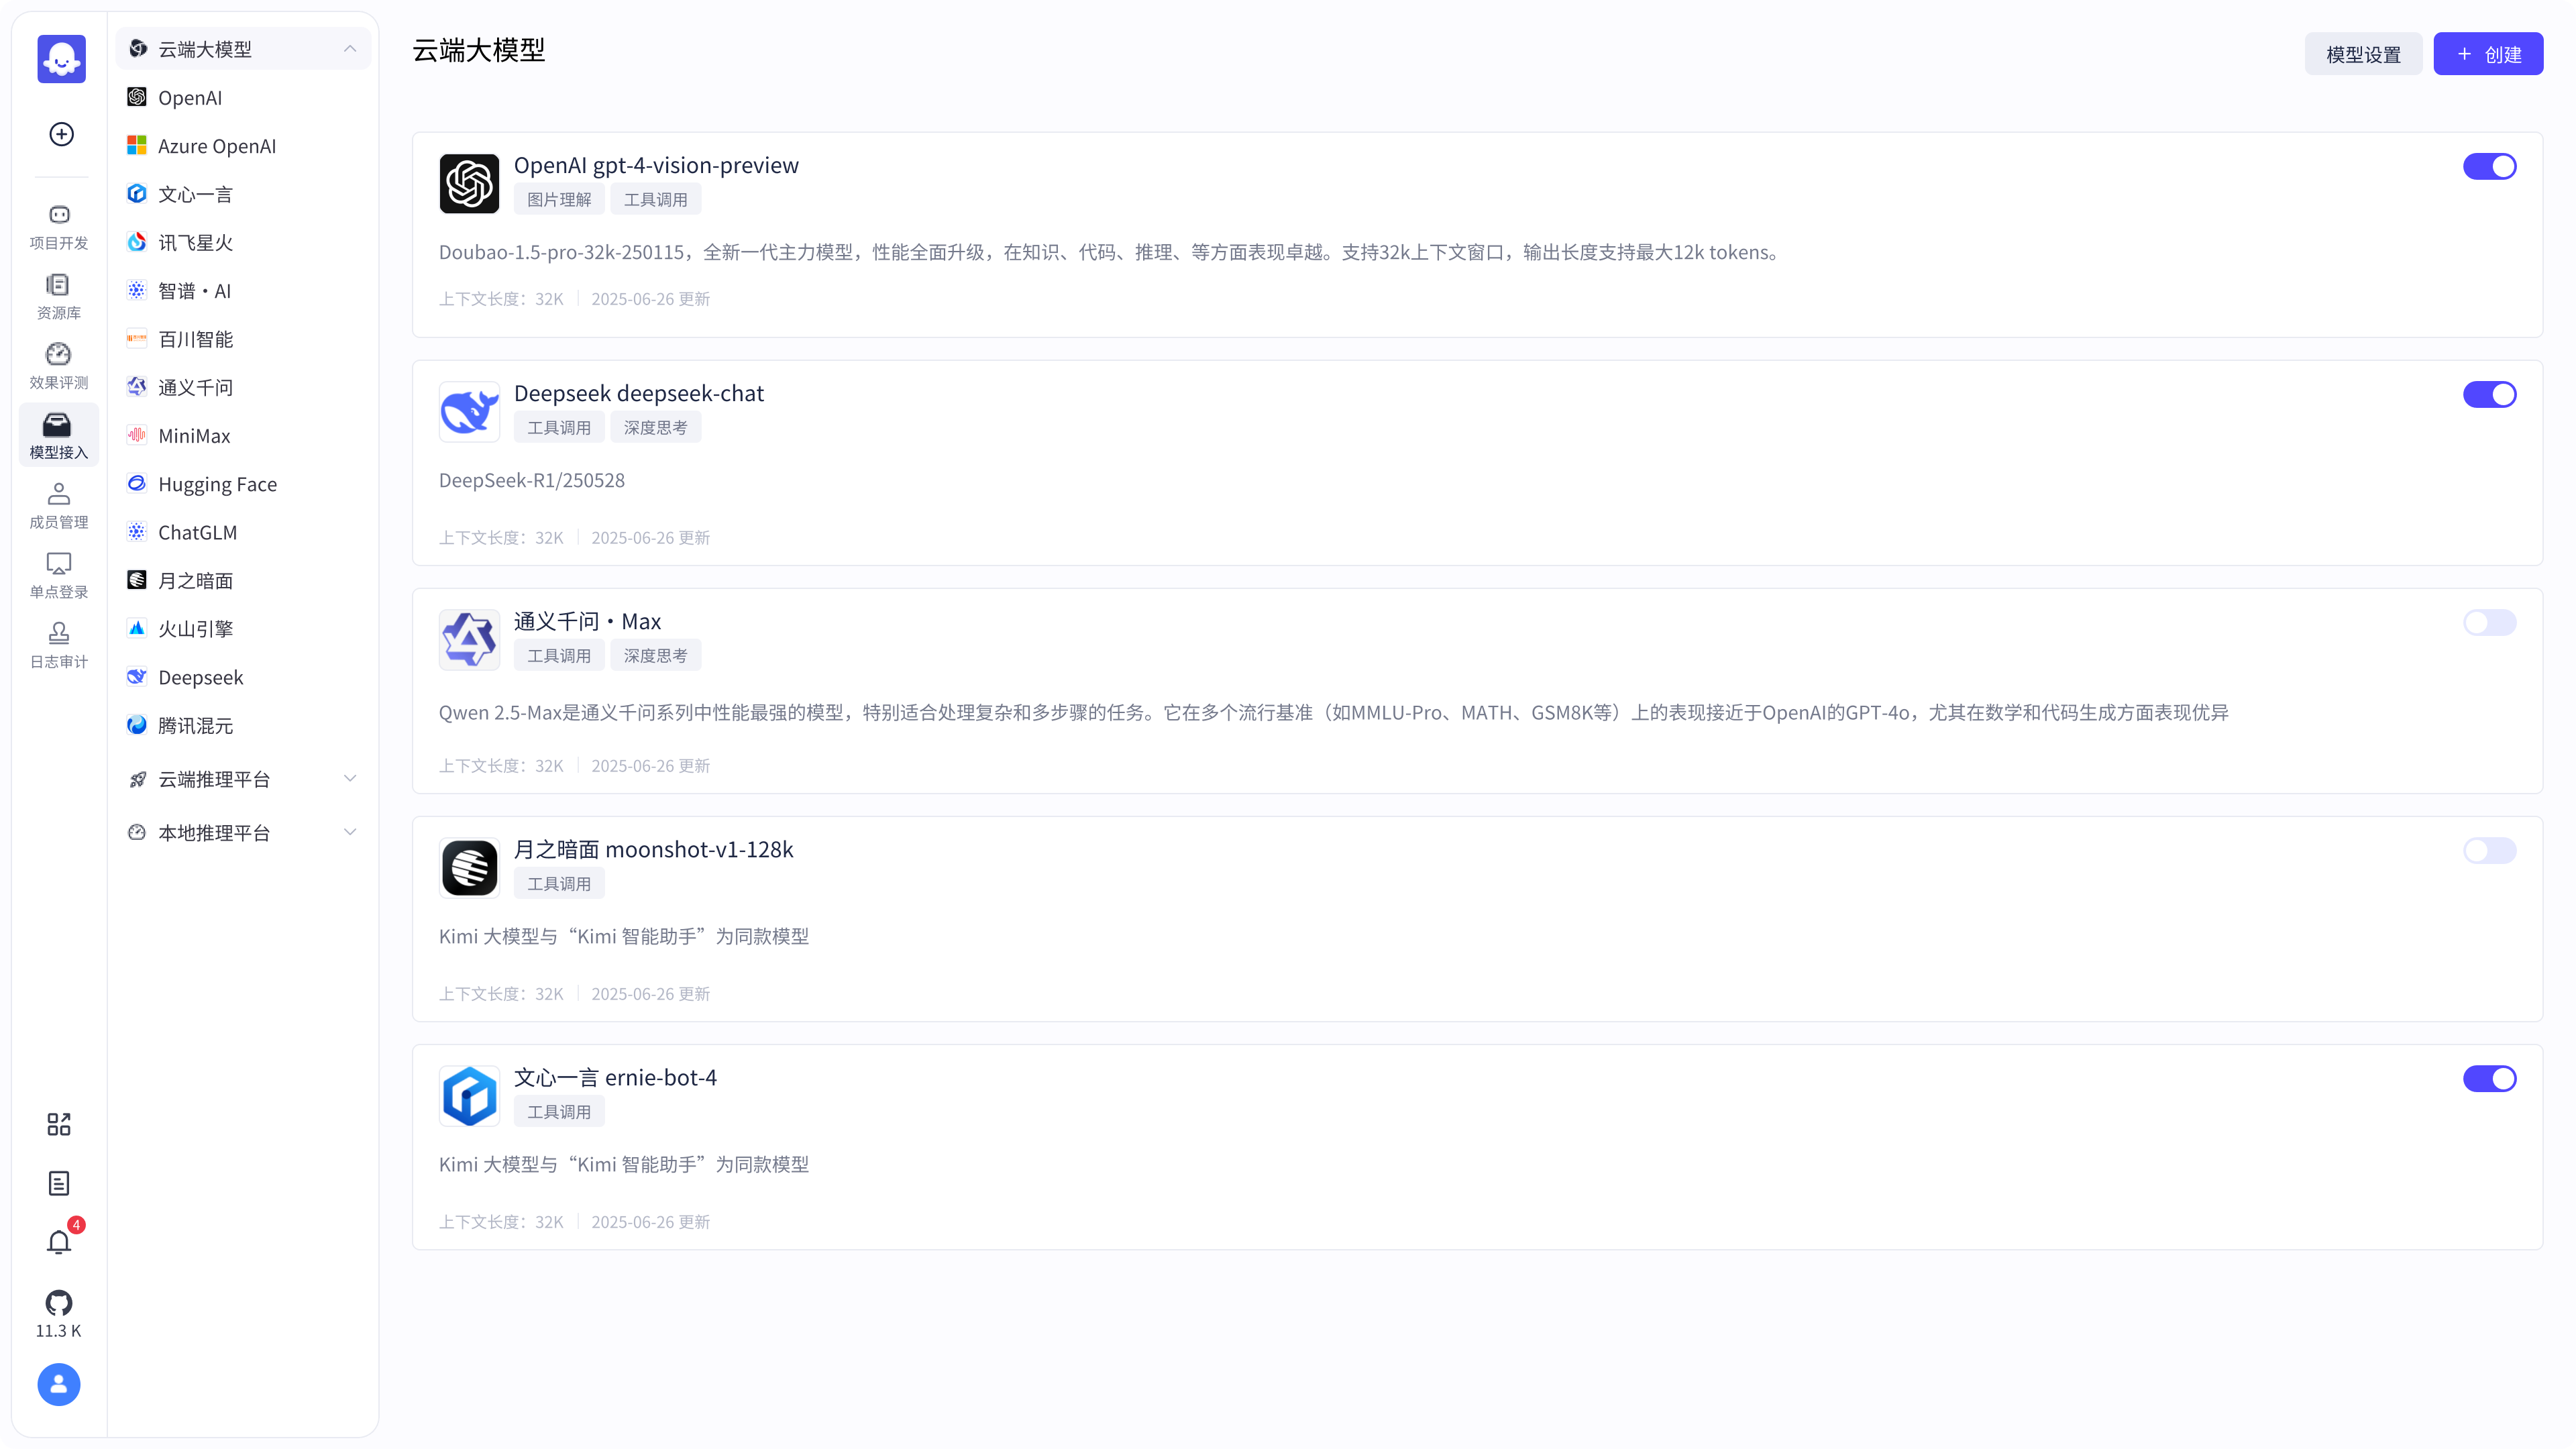 项目开发
资源库
效果评测
模型接入
成员管理
单点登录
日志审计
4
11.3 K
云端大模型
OpenAI
Azure OpenAI
文心一言
讯飞星火
智谱·AI
百川智能
通义千问
MiniMax
Hugging Face
ChatGLM
月之暗面
火山引擎
Deepseek
腾讯混元
云端推理平台
本地推理平台
云端大模型
模型设置
+ 创建
OpenAI gpt-4-vision-preview
图片理解 工具调用
Doubao-1.5-pro-32k-250115，全新一代主力模型，性能全面升级，在知识、代码、推理、等方面表现卓越。支持32k上下文窗口，输出长度支持最大12k tokens。
上下文长度：32K | 2025-06-26 更新
Deepseek deepseek-chat
工具调用 深度思考
DeepSeek-R1/250528
上下文长度：32K | 2025-06-26 更新
通义千问·Max
工具调用 深度思考
Qwen 2.5-Max是通义千问系列中性能最强的模型，特别适合处理复杂和多步骤的任务。它在多个流行基准（如MMLU-Pro、MATH、GSM8K等）上的表现接近于OpenAI的GPT-4o，尤其在数学和代码生成方面表现优异
上下文长度：32K | 2025-06-26 更新
月之暗面 moonshot-v1-128k
工具调用
Kimi 大模型与“Kimi 智能助手”为同款模型
上下文长度：32K | 2025-06-26 更新
文心一言 ernie-bot-4
工具调用
Kimi 大模型与“Kimi 智能助手”为同款模型
上下文长度：32K | 2025-06-26 更新